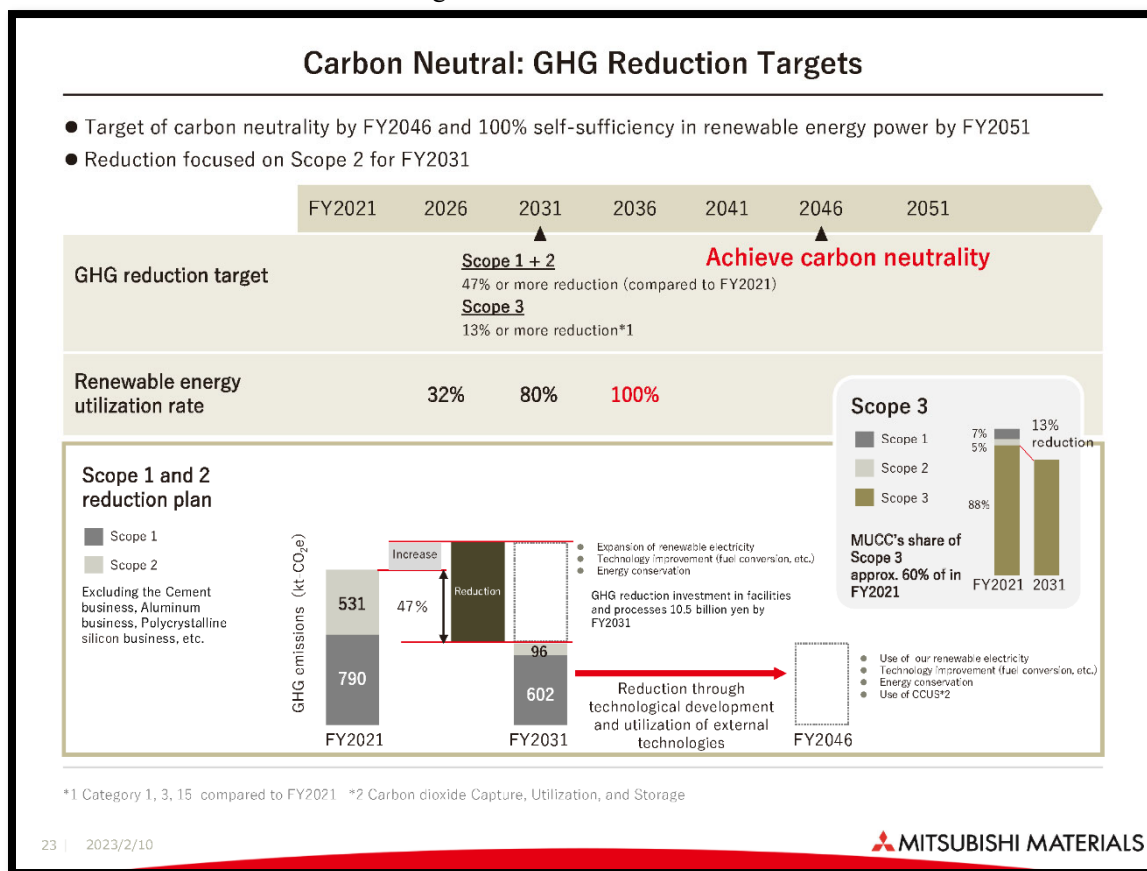 Carbon Neutral: GHG Reduction Targets
● Target of carbon neutrality by FY2046 and 100% self-sufficiency in renewable energy power by FY2051
● Reduction focused on Scope 2 for FY2031
FY2021 2026 2031 2036 2041 2046 2051
GHG reduction target
Scope 1 + 2
47% or more reduction (compared to FY2021)
Scope 3
13% or more reduction*1
Achieve carbon neutrality
Renewable energy
utilization rate
32% 80% 100%
Scope 3
Scope 1
Scope 2
Scope 3
MUCC's share of
Scope 3
approx. 60% of in
FY2021
7%
5%
88%
13%
reduction
FY2021 2031
Scope 1 and 2
reduction plan
Scope 1
Scope 2
Excluding the Cement
business, Aluminum
business, Polycrystalline
silicon business, etc.
GHG emissions (kt-CO₂e)
531
790
FY2021
Increase
47%
Reduction
96
602
FY2031
● Expansion of renewable electricity
● Technology improvement (fuel conversion, etc.)
● Energy conservation
GHG reduction investment in facilities
and processes 10.5 billion yen by
FY2031
Reduction through
technological development
and utilization of external
technologies
FY2046
● Use of our renewable electricity
● Technology improvement (fuel conversion, etc.)
● Energy conservation
● Use of CCUS*2
*1 Category 1, 3, 15 compared to FY2021 *2 Carbon dioxide Capture, Utilization, and Storage
23 | 2023/2/10
MITSUBISHI MATERIALS